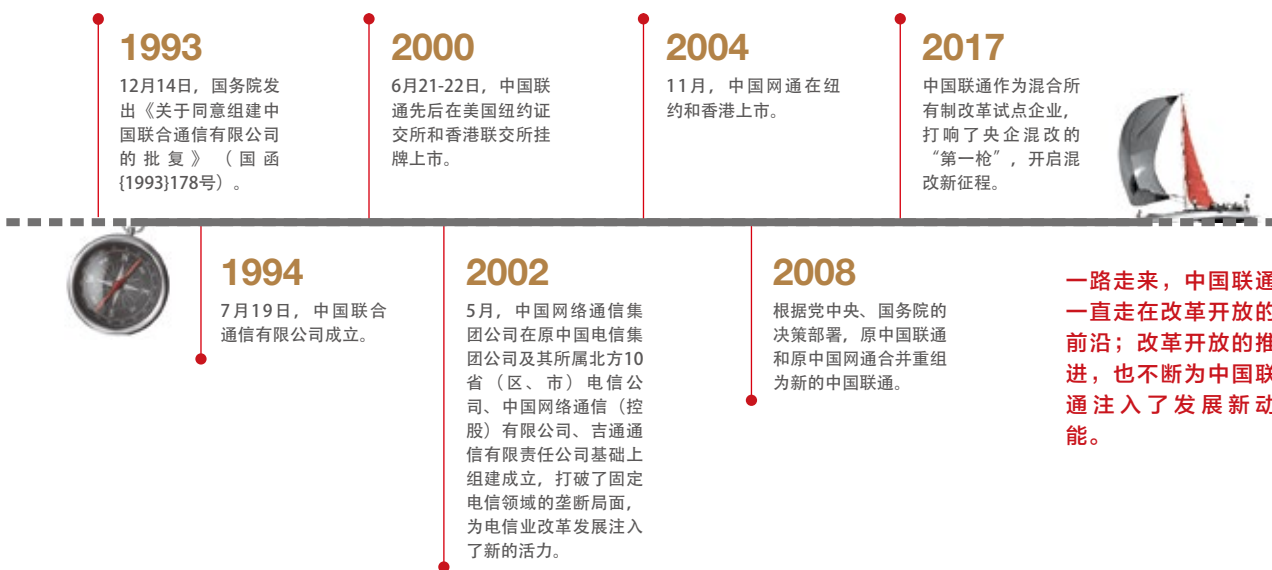 1993
12月14日，国务院发
出《关于同意组建中
国联合通信有限公司
的批复》（国函
{1993}178号）。
2000
6月21-22日，中国联
通先后在美国纽约证
交所和香港联交所挂
牌上市。
2004
11月，中国网通在纽
约和香港上市。
2017
中国联通作为混合所
有制改革试点企业，
打响了央企混改的
“第一枪”，开启混
改新征程。
1994
7月19日，中国联合
通信有限公司成立。
2002
5月，中国网络通信集
团公司在原中国电信集
团公司及其所属北方10
省（区、市）电信公
司、中国网络通信（控
股）有限公司、吉通通
信有限责任公司基础上
组建成立，打破了固定
电信领域的垄断局面，
为电信业改革发展注入
了新的活力。
2008
根据党中央、国务院的
决策部署，原中国联通
和原中国网通合并重组
为新的中国联通。
一路走来，中国联通
一直走在改革开放的
前沿；改革开放的推
进，也不断为中国联
通注入了发展新动
能。